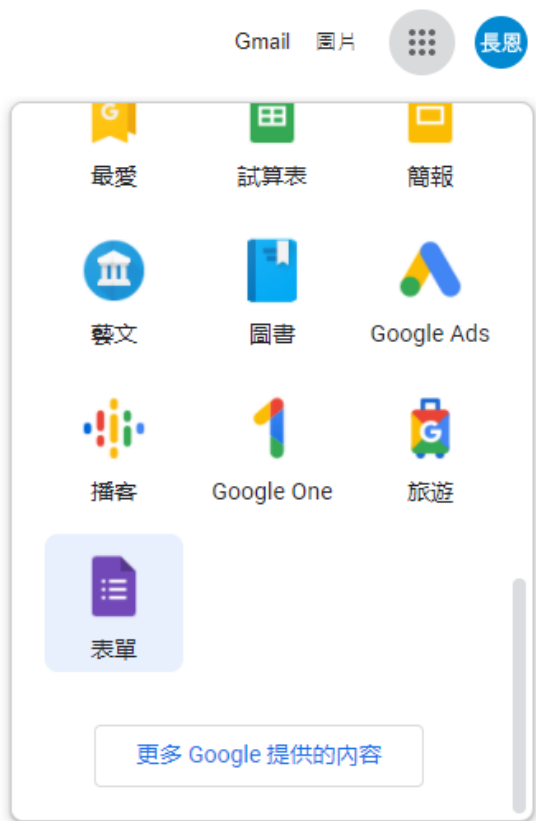 Gmail 圖片 長恩
最愛 試算表 簡報
藝文 圖書 Google Ads
播客 Google One 旅遊
表單
更多 Google 提供的內容